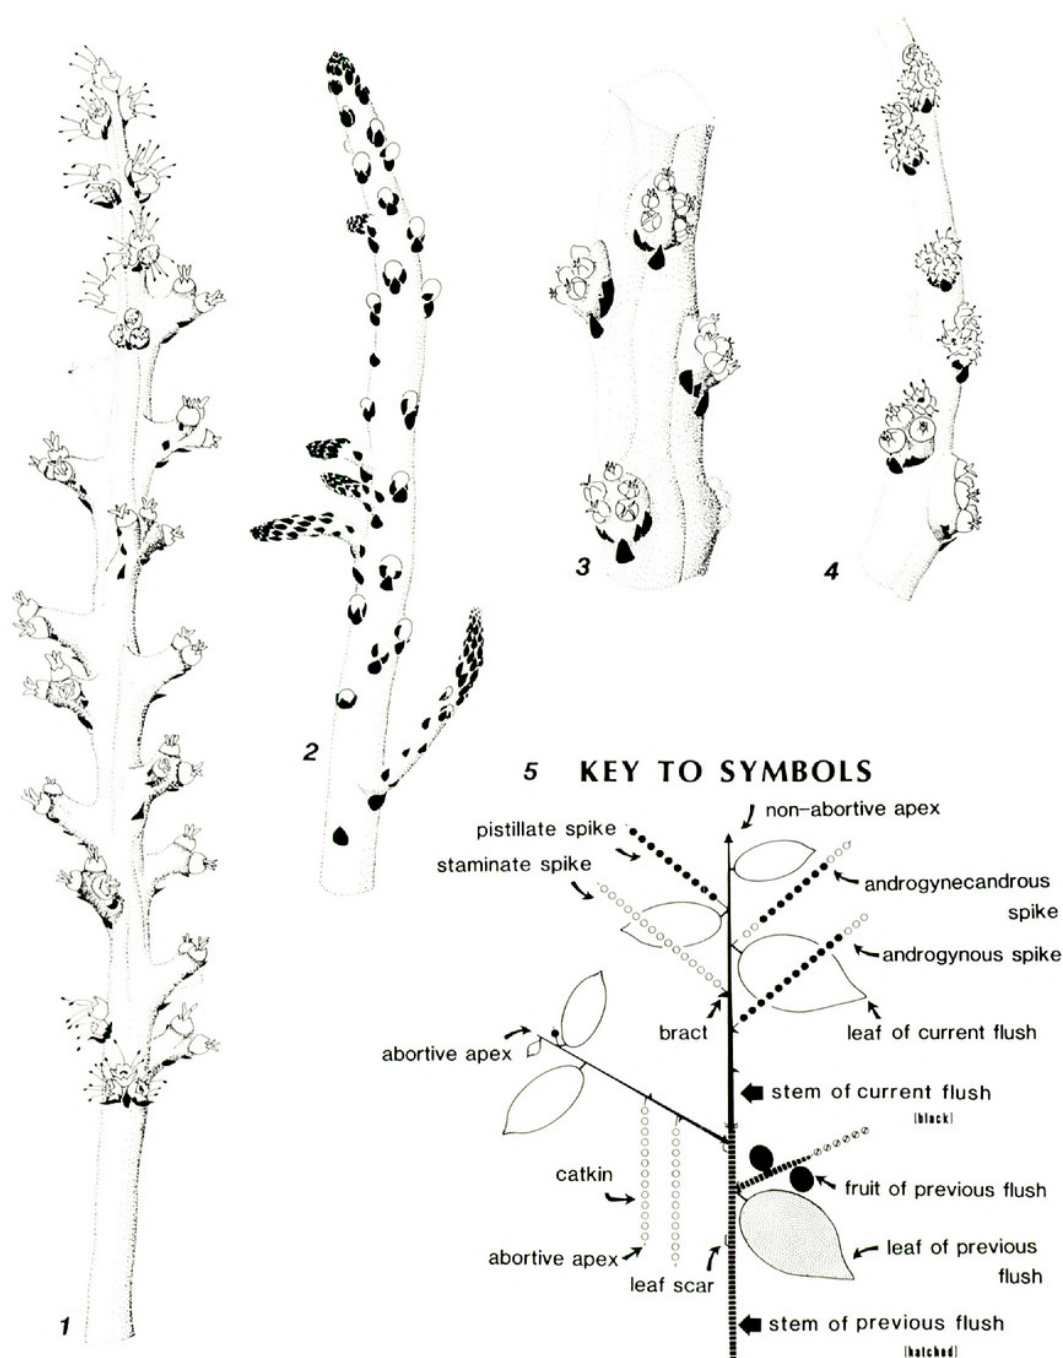 1
2
3
4
5 KEY TO SYMBOLS
non-abortive apex
pistillate spike
staminate spike
androgynecandrous
spike
androgynous spike
bract
leaf of current flush
abortive apex
stem of current flush
(black)
catkin
fruit of previous flush
abortive apex
leaf scar
leaf of previous
flush
stem of previous flush
(hatched)